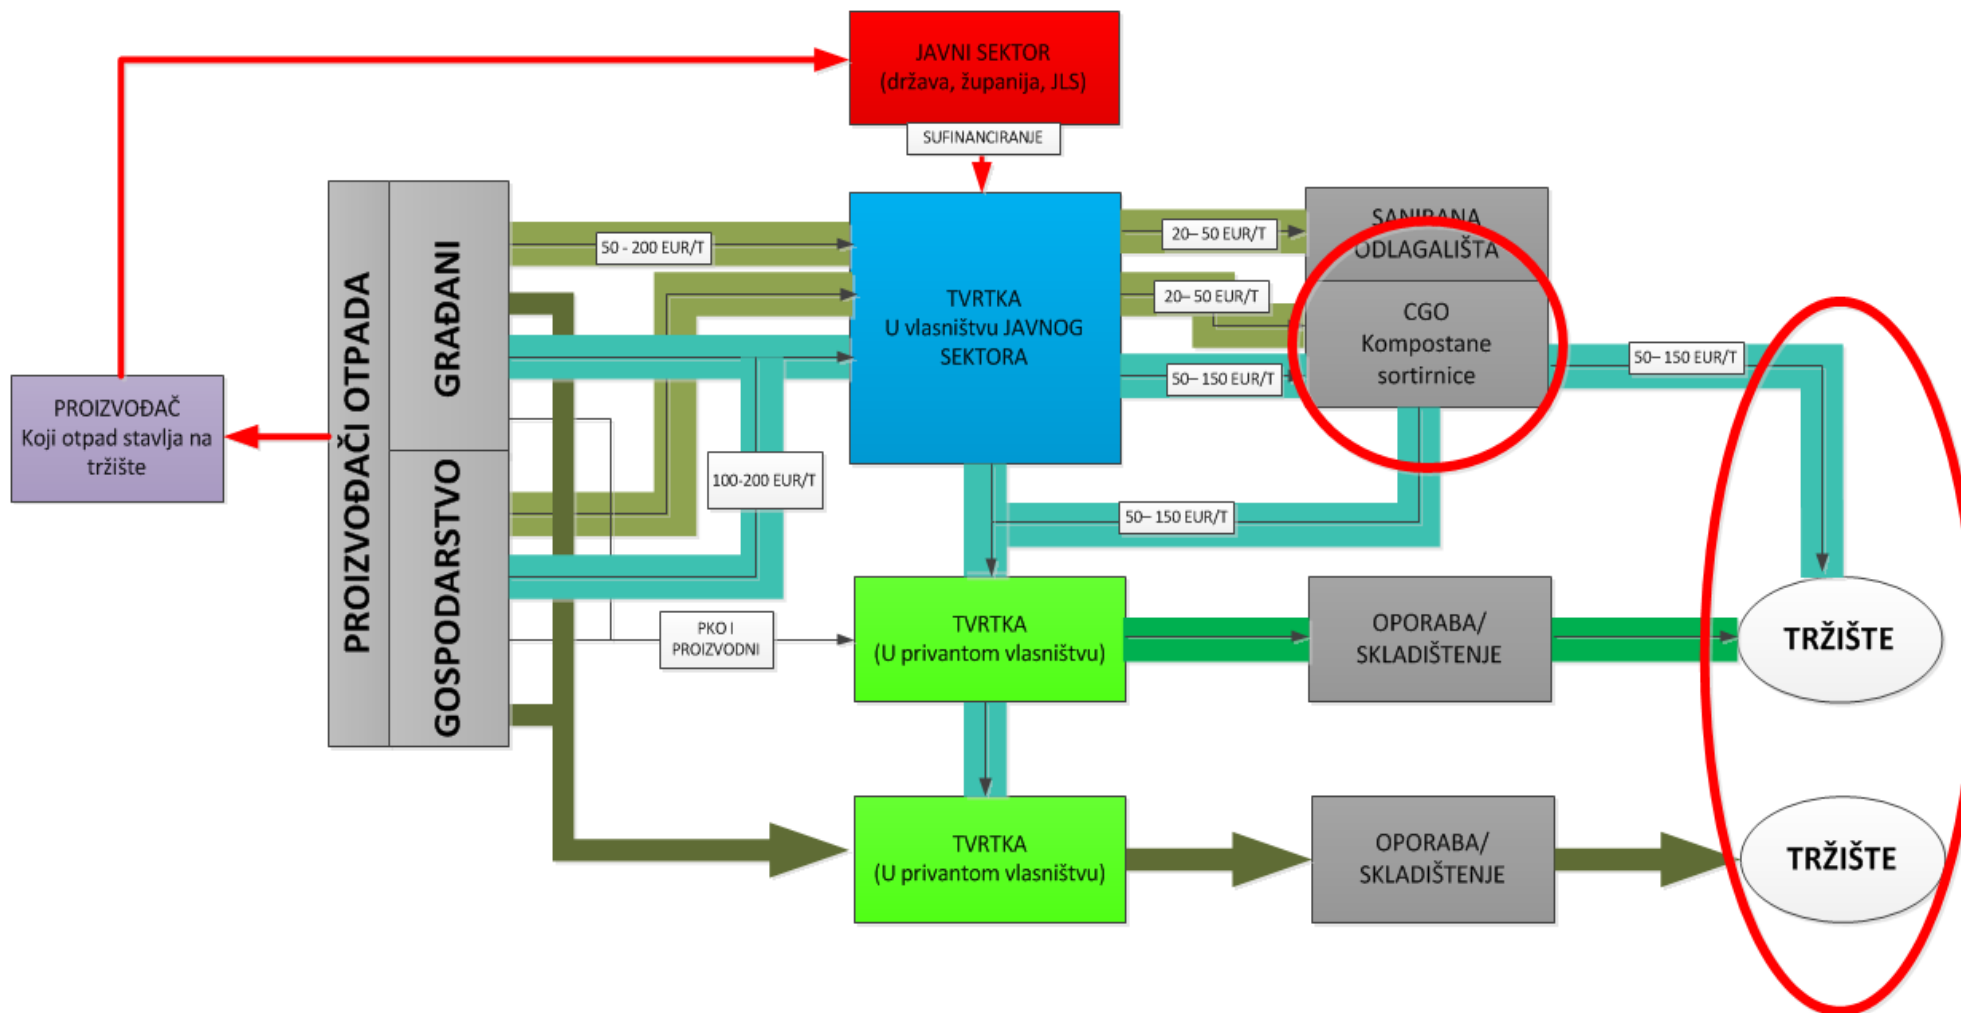 JAVNI SEKTOR
(država, županija, JLS)
SUFINANCIRANJE
PROIZVOĐAČ
Koji otpad stavlja na
tržište
PROIZVOĐAČI OTPADA
GRAĐANI
GOSPODARSTVO
50 - 200 EUR/T
100-200 EUR/T
PKO I
PROIZVODNI
TVRTKA
U vlasništvu JAVNOG
SEKTORA
20– 50 EUR/T
20– 50 EUR/T
50– 150 EUR/T
SANIRANA
ODLAGALIŠTA
CGO
Kompostane
sortirnice
50– 150 EUR/T
50– 150 EUR/T
TVRTKA
(U privantom vlasništvu)
OPORABA/
SKLADIŠTENJE
TRŽIŠTE
TVRTKA
(U privantom vlasništvu)
OPORABA/
SKLADIŠTENJE
TRŽIŠTE